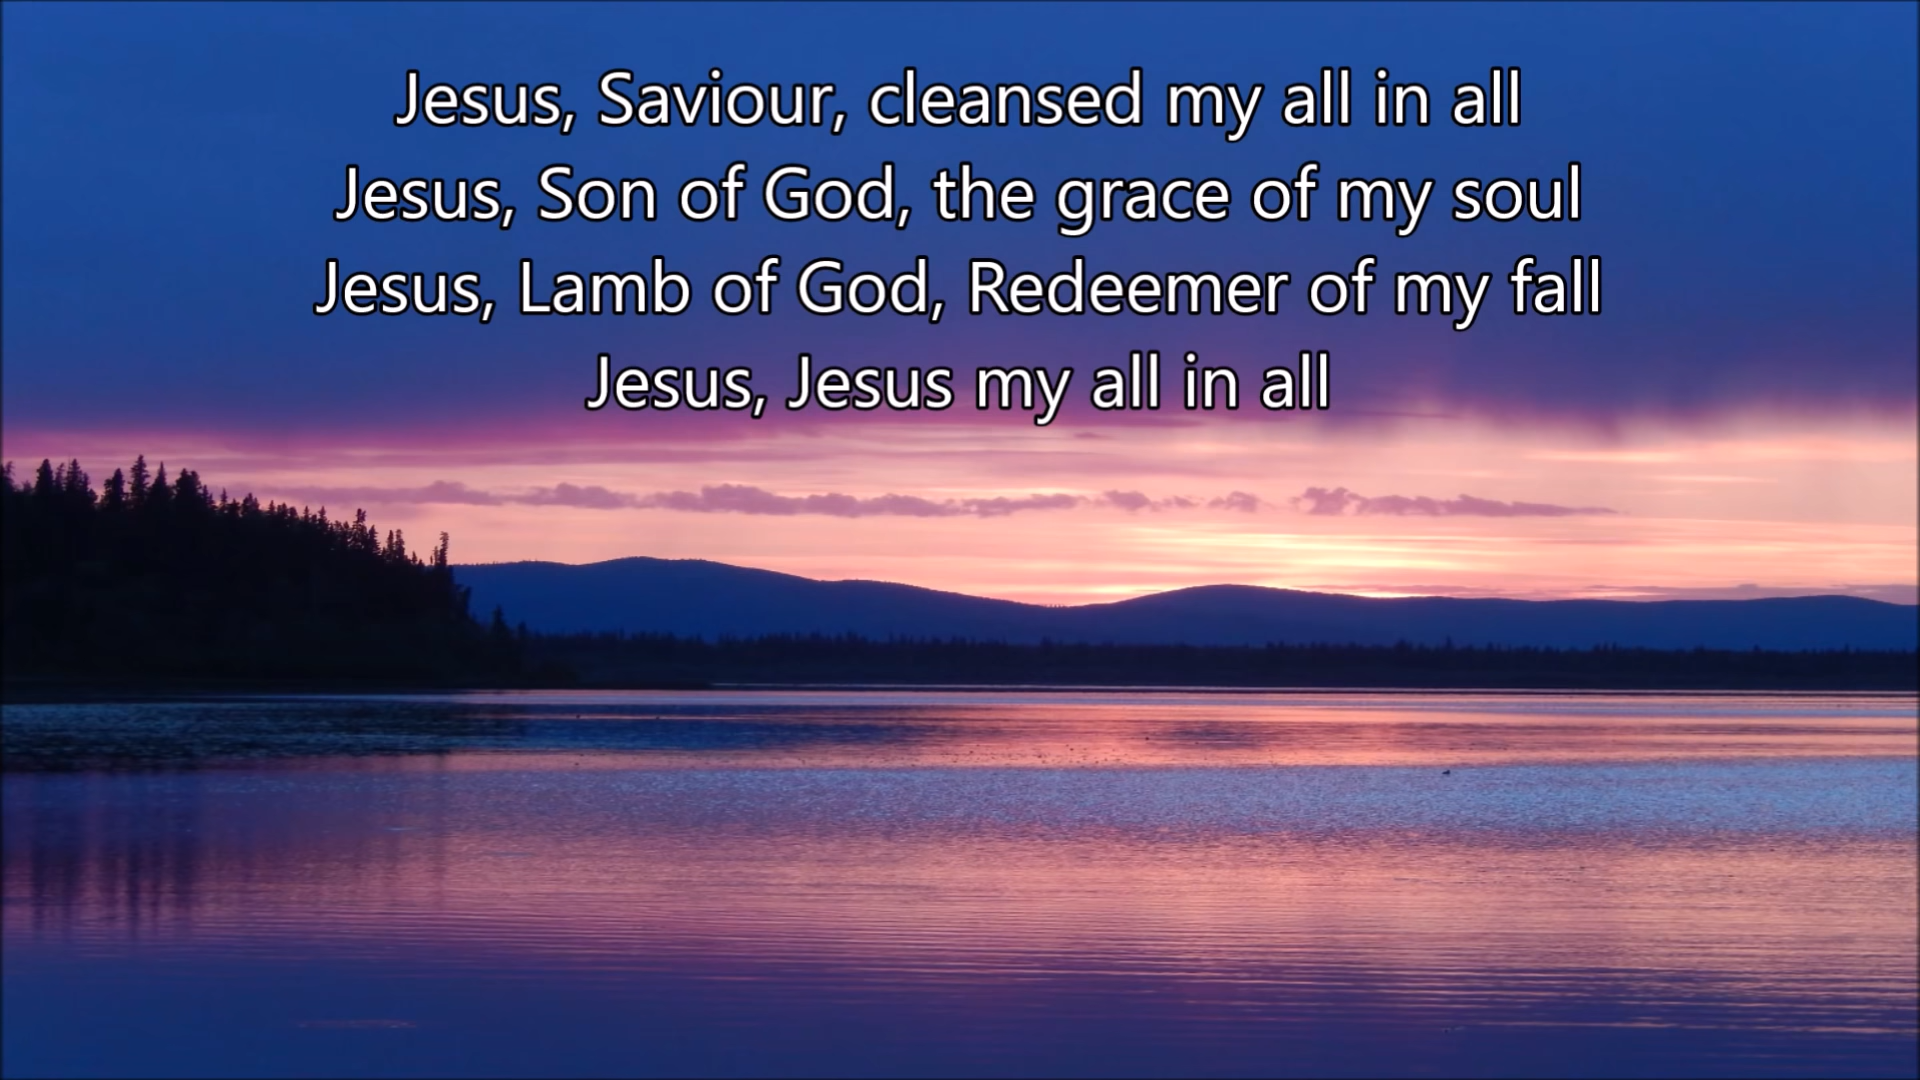 Jesus, Saviour, cleansed my all in all
Jesus, Son of God, the grace of my soul
Jesus, Lamb of God, Redeemer of my fall
Jesus, Jesus my all in all